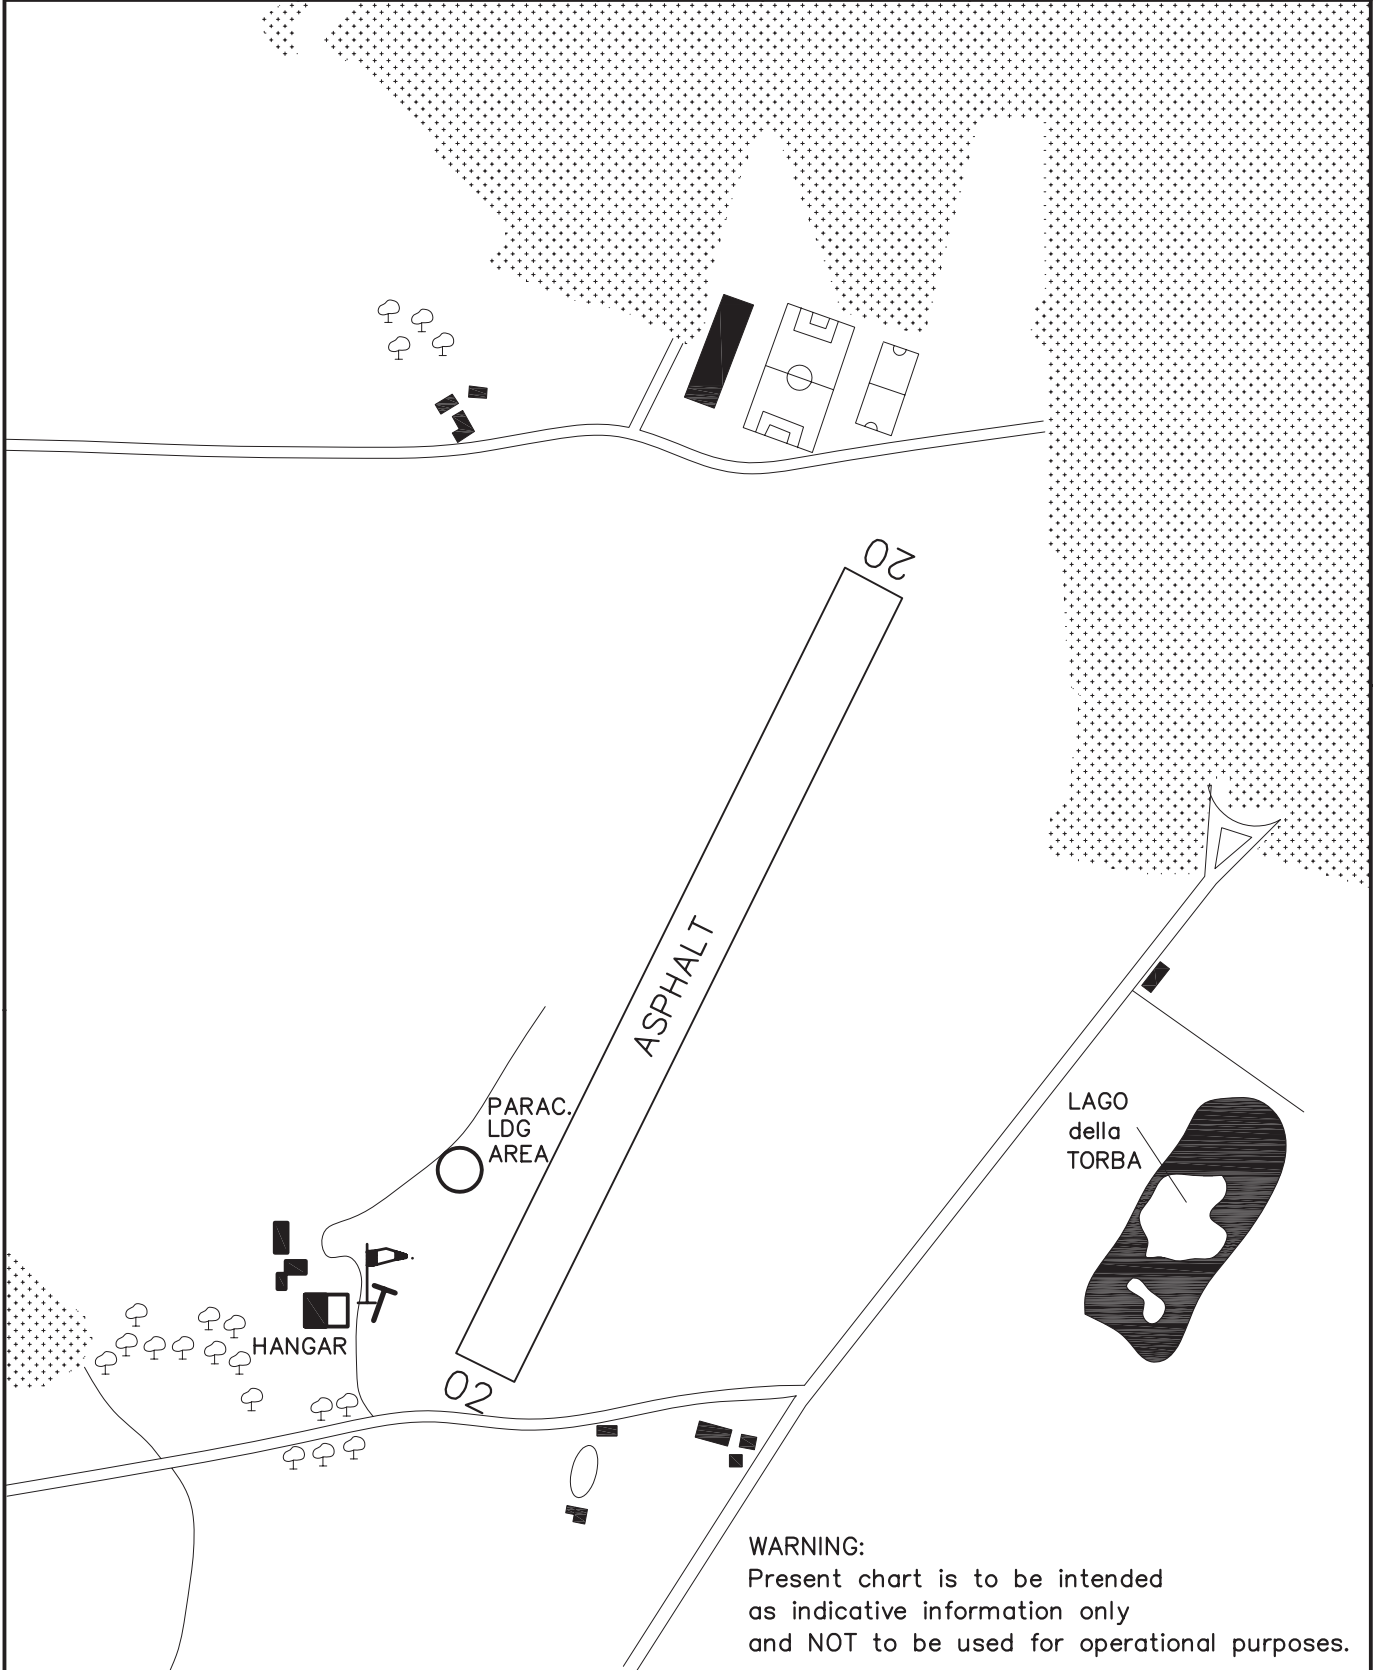 20
ASPHALT
PARAC.
LDG
AREA
LAGO
della
TORBA
HANGAR
02
WARNING:
Present chart is to be intended
as indicative information only
and NOT to be used for operational purposes.